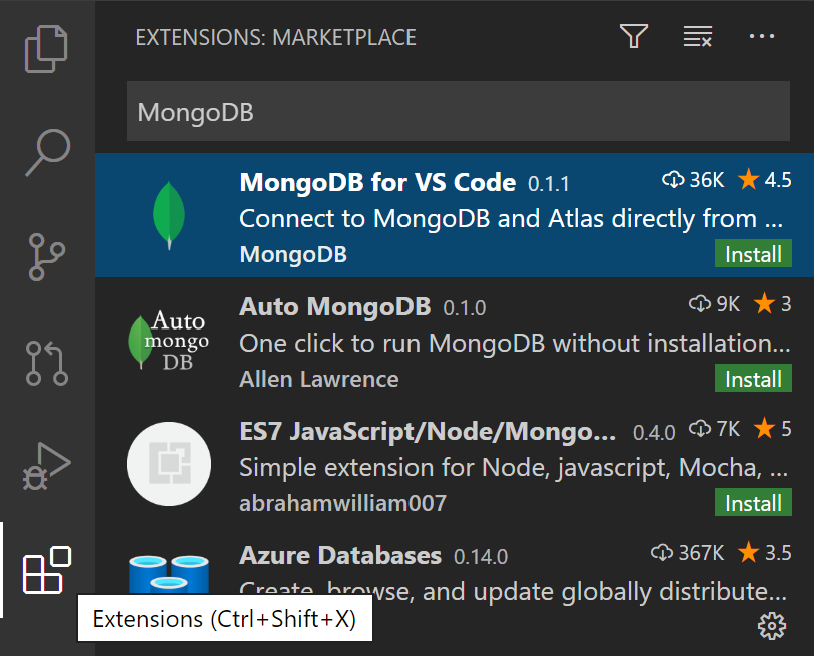 EXTENSIONS: MARKETPLACE
MongoDB
MongoDB for VS Code 0.1.1 36K 4.5
Connect to MongoDB and Atlas directly from ...
MongoDB Install
Auto mongo DB
Auto MongoDB 0.1.0 9K 3
One click to run MongoDB without installation...
Allen Lawrence Install
ES7 JavaScript/Node/Mongo... 0.4.0 7K 5
Simple extension for Node, javascript, Mocha, ...
abrahamwilliam007 Install
Azure Databases 0.14.0 367K 3.5
Create, browse, and update globally distribute...
Extensions (Ctrl+Shift+X)